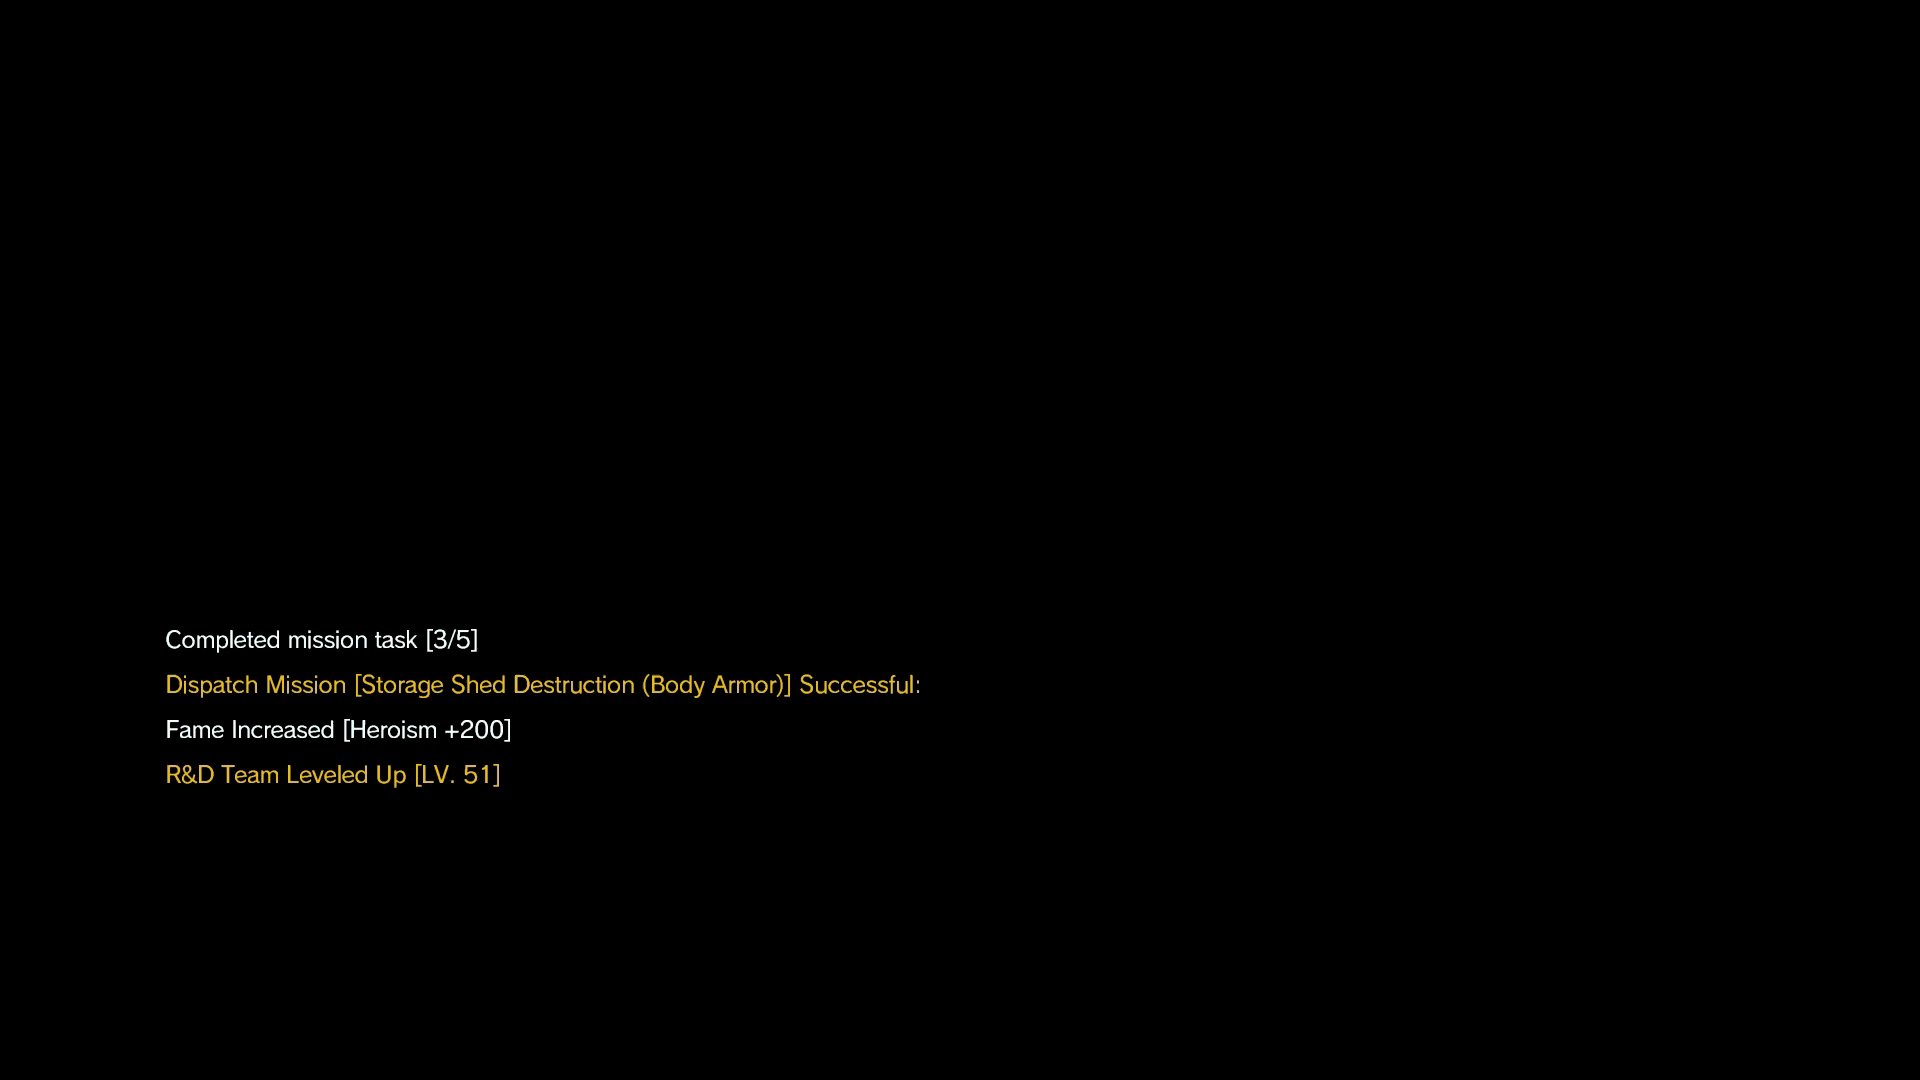 Completed mission task [3/5]
Dispatch Mission [Storage Shed Destruction (Body Armor)] Successful:
Fame Increased [Heroism +200]
R&D Team Leveled Up [LV. 51]